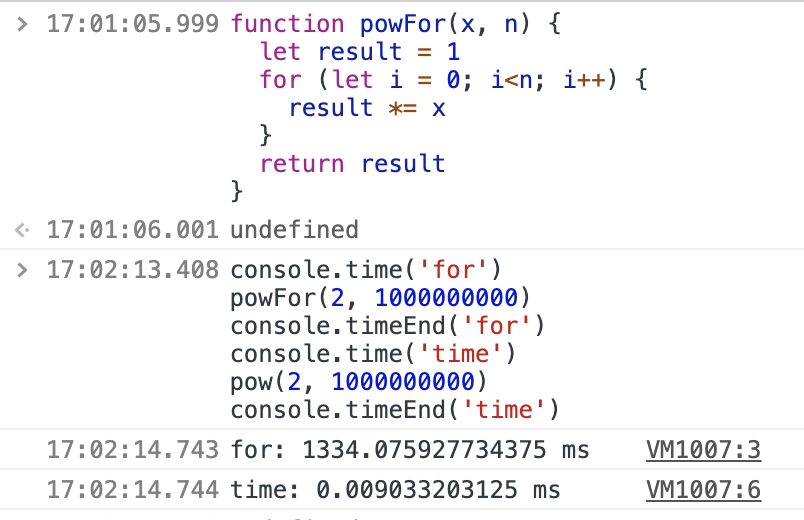 > 17:01:05.999 function powFor(x, n) {
let result = 1
for (let i = 0; i<n; i++) {
result *= x
}
return result
}
17:01:06.001 undefined
> 17:02:13.408 console.time('for')
powFor(2, 1000000000)
console.timeEnd('for')
console.time('time')
pow(2, 1000000000)
console.timeEnd('time')
17:02:14.743 for: 1334.075927734375 ms VM1007:3
17:02:14.744 time: 0.009033203125 ms VM1007:6